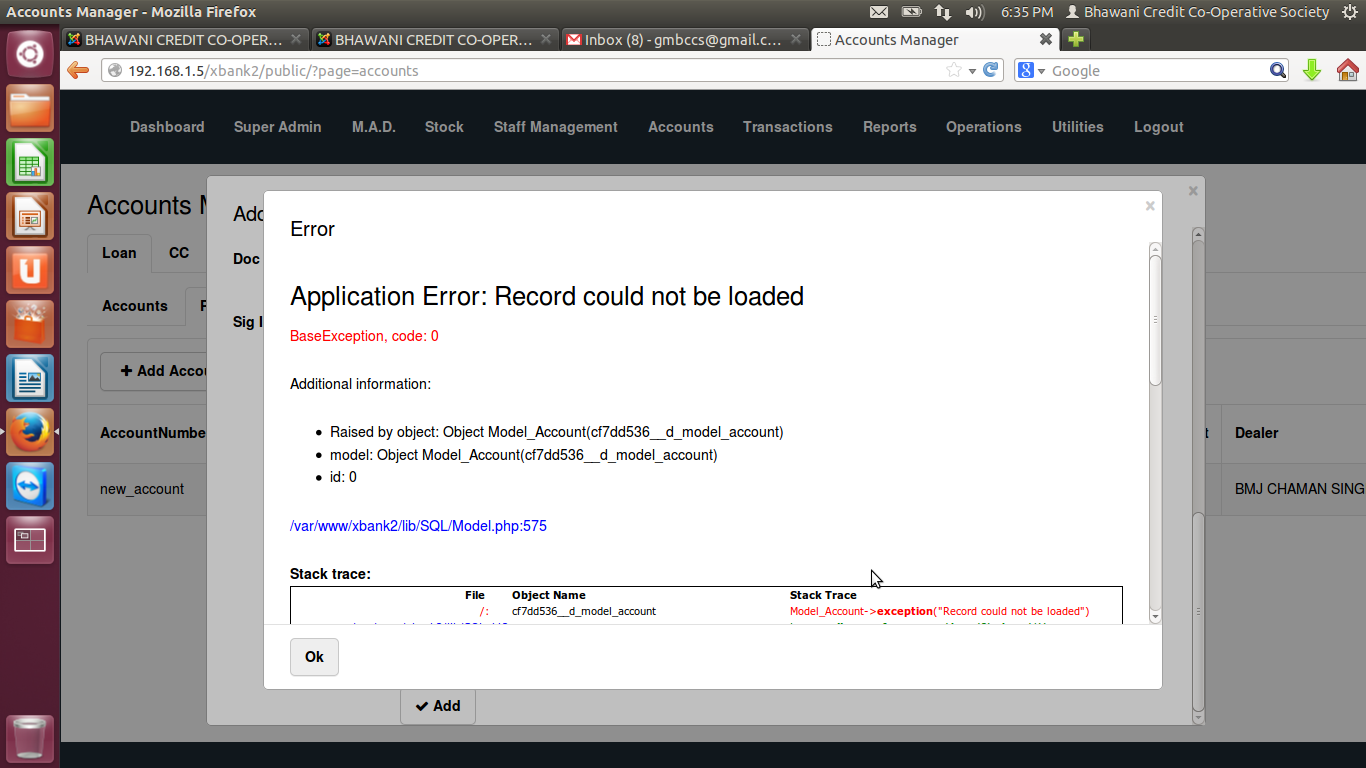 Accounts Manager - Mozilla Firefox
6:35 PM
Bhawani Credit Co-Operative Society
BHAWANI CREDIT CO-OPER...
BHAWANI CREDIT CO-OPER...
Inbox (8) - gmbccs@gmail.c...
Accounts Manager
192.168.1.5/xbank2/public/?page=accounts
Google
Dashboard Super Admin M.A.D. Stock Staff Management Accounts Transactions Reports Operations Utilities Logout
Accounts M
Loan CC
Accounts
Add Accou
AccountNumbe
new_account
Doc
Sig I
Error
Application Error: Record could not be loaded
BaseException, code: 0
Additional information:
Raised by object: Object Model_Account(cf7dd536__d_model_account)
model: Object Model_Account(cf7dd536__d_model_account)
id: 0
/var/www/xbank2/lib/SQL/Model.php:575
Stack trace:
File Object Name Stack Trace
/: cf7dd536__d_model_account Model_Account->exception("Record could not be loaded")
Ok
Add
Dealer
BMJ CHAMAN SING